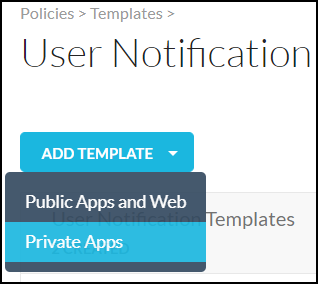 Policies > Templates >
User Notification
ADD TEMPLATE
Public Apps and Web
User Notification Templates
Private Apps